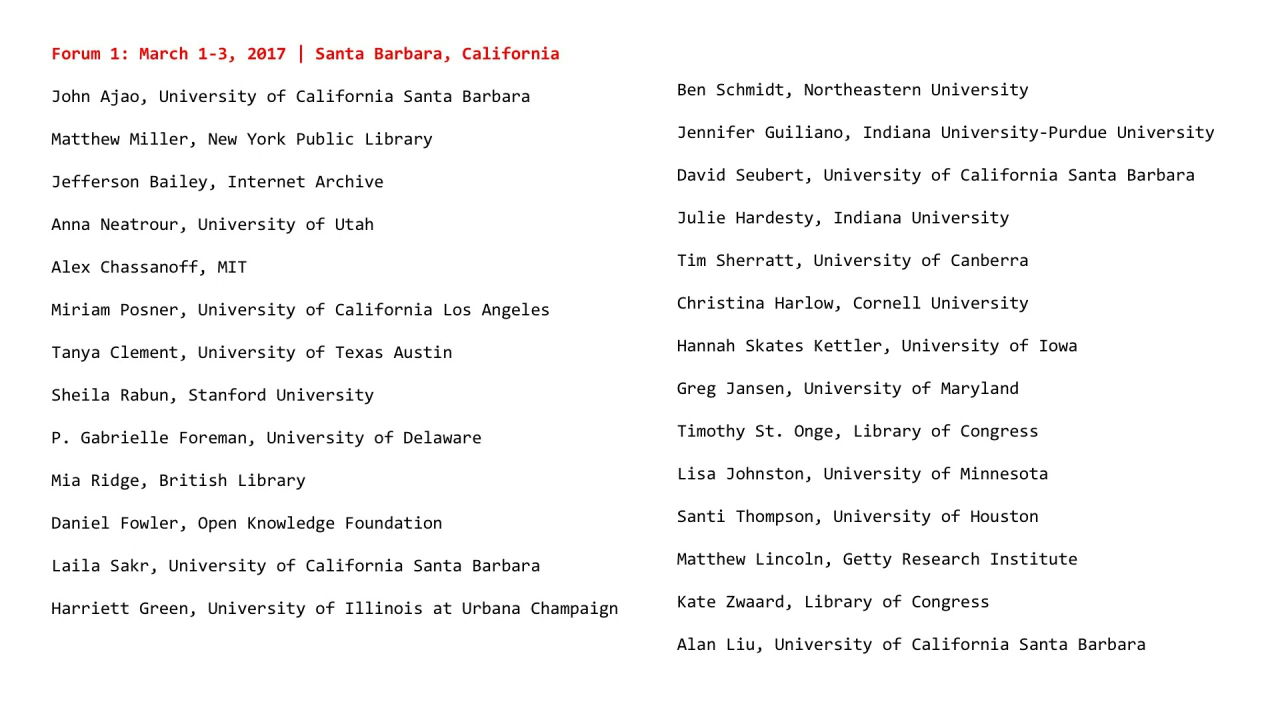 Forum 1: March 1-3, 2017 | Santa Barbara, California
John Ajao, University of California Santa Barbara
Matthew Miller, New York Public Library
Jefferson Bailey, Internet Archive
Anna Neatrour, University of Utah
Alex Chassanoff, MIT
Miriam Posner, University of California Los Angeles
Tanya Clement, University of Texas Austin
Sheila Rabun, Stanford University
P. Gabrielle Foreman, University of Delaware
Mia Ridge, British Library
Daniel Fowler, Open Knowledge Foundation
Laila Sakr, University of California Santa Barbara
Harriett Green, University of Illinois at Urbana Champaign
Ben Schmidt, Northeastern University
Jennifer Guiliano, Indiana University-Purdue University
David Seubert, University of California Santa Barbara
Julie Hardesty, Indiana University
Tim Sherratt, University of Canberra
Christina Harlow, Cornell University
Hannah Skates Kettler, University of Iowa
Greg Jansen, University of Maryland
Timothy St. Onge, Library of Congress
Lisa Johnston, University of Minnesota
Santi Thompson, University of Houston
Matthew Lincoln, Getty Research Institute
Kate Zwaard, Library of Congress
Alan Liu, University of California Santa Barbara